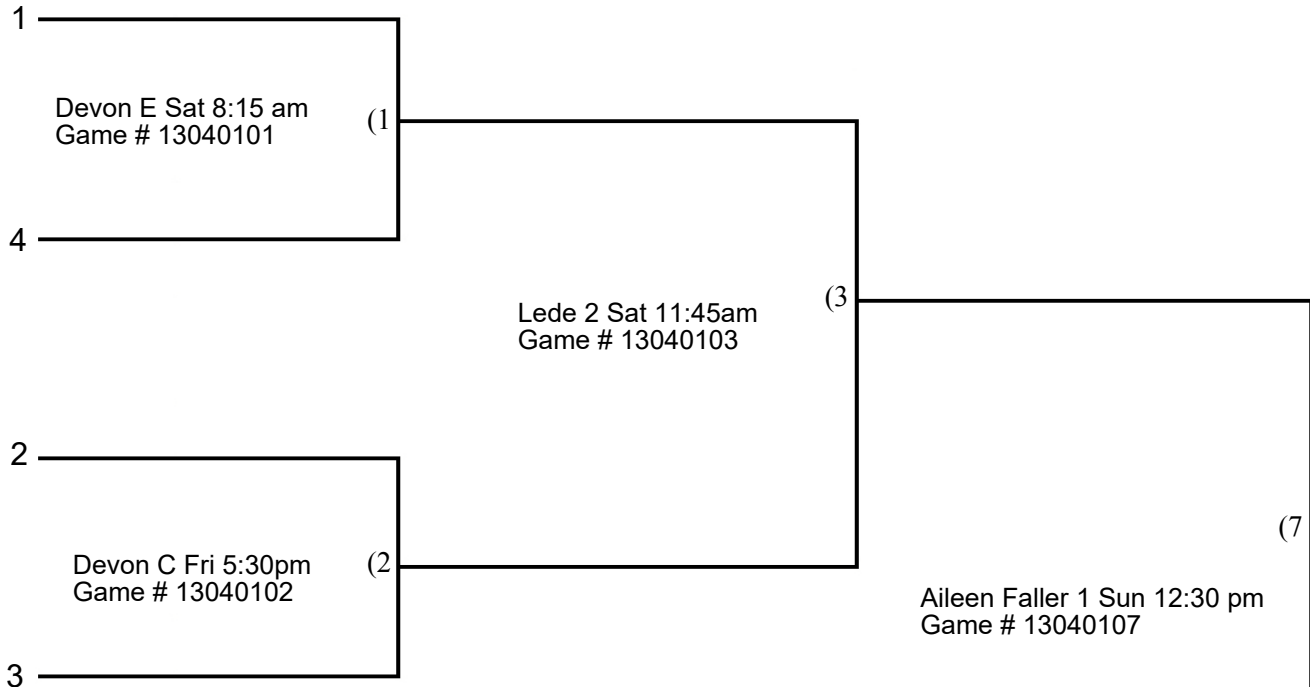 1
Devon E Sat 8:15 am
Game # 13040101
(1
4
Lede 2 Sat 11:45am
Game # 13040103
(3
2
Devon C Fri 5:30pm
Game # 13040102
(2
(7
Aileen Faller 1 Sun 12:30 pm
Game # 13040107
3